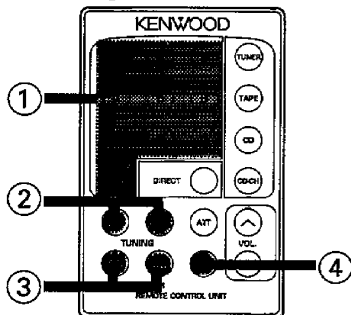 KENWOOD
TUNER
TAPE
①
CD
DIRECT
CD-CH
②
ATT
TUNING
VOL.
③
④
REMOTE CONTROL UNIT